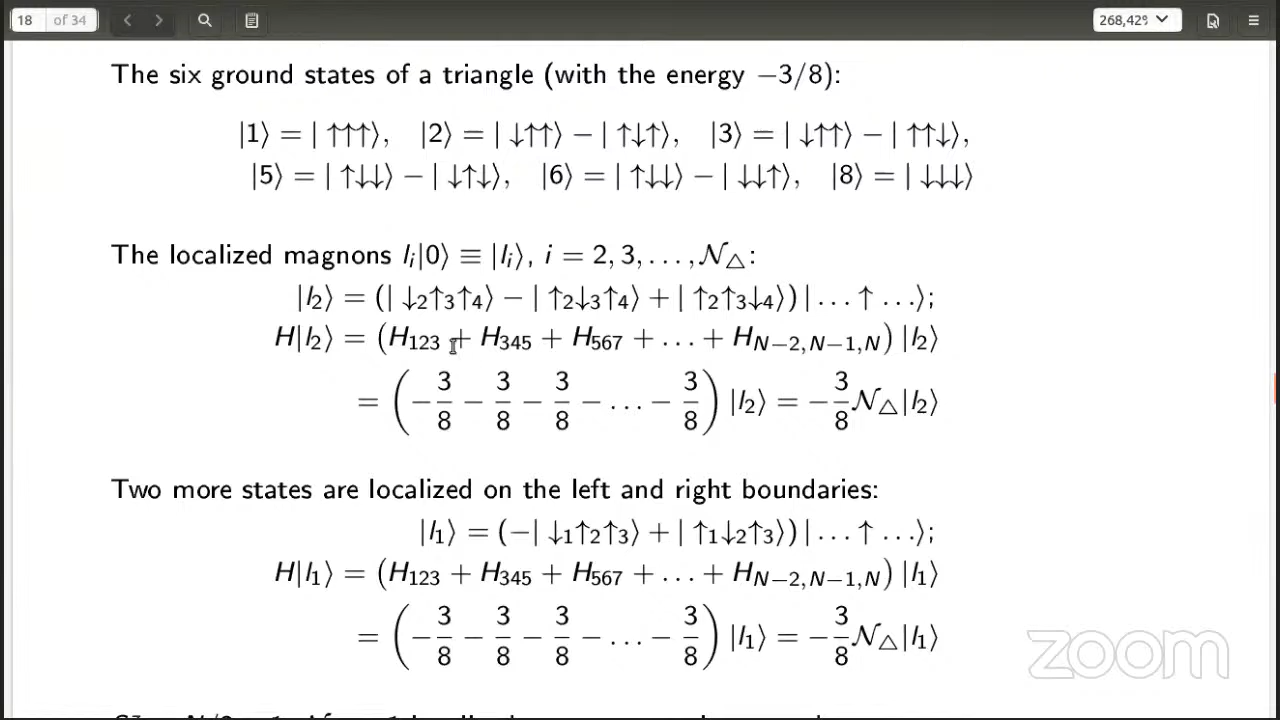 18 of 34 268,42%
The six ground states of a triangle (with the energy −3/8):
|1⟩ = | ↑↑↑⟩, |2⟩ = | ↓↑↑⟩ − | ↑↓↑⟩, |3⟩ = | ↓↑↑⟩ − | ↑↑↓⟩,
|5⟩ = | ↑↓↓⟩ − | ↓↑↓⟩, |6⟩ = | ↑↓↓⟩ − | ↓↓↑⟩, |8⟩ = | ↓↓↓⟩
The localized magnons lᵢ|0⟩ ≡ |lᵢ⟩, i = 2, 3, . . . , 𝒩△:
|l₂⟩ = (| ↓₂↑₃↑₄⟩ − | ↑₂↓₃↑₄⟩ + | ↑₂↑₃↓₄⟩) | . . . ↑ . . .⟩;
H|l₂⟩ = (H₁₂₃ + H₃₄₅ + H₅₆₇ + . . . + H_{N−2,N−1,N}) |l₂⟩
= (−3/8 − 3/8 − 3/8 − . . . − 3/8) |l₂⟩ = −3/8 𝒩△|l₂⟩
Two more states are localized on the left and right boundaries:
|l₁⟩ = (−| ↓₁↑₂↑₃⟩ + | ↑₁↓₂↑₃⟩) | . . . ↑ . . .⟩;
H|l₁⟩ = (H₁₂₃ + H₃₄₅ + H₅₆₇ + . . . + H_{N−2,N−1,N}) |l₁⟩
= (−3/8 − 3/8 − 3/8 − . . . − 3/8) |l₁⟩ = −3/8 𝒩△|l₁⟩
zoom